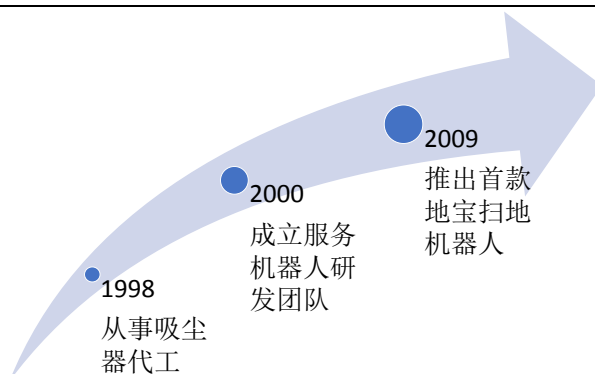 1998
从事吸尘
器代工
2000
成立服务
机器人研
发团队
2009
推出首款
地宝扫地
机器人